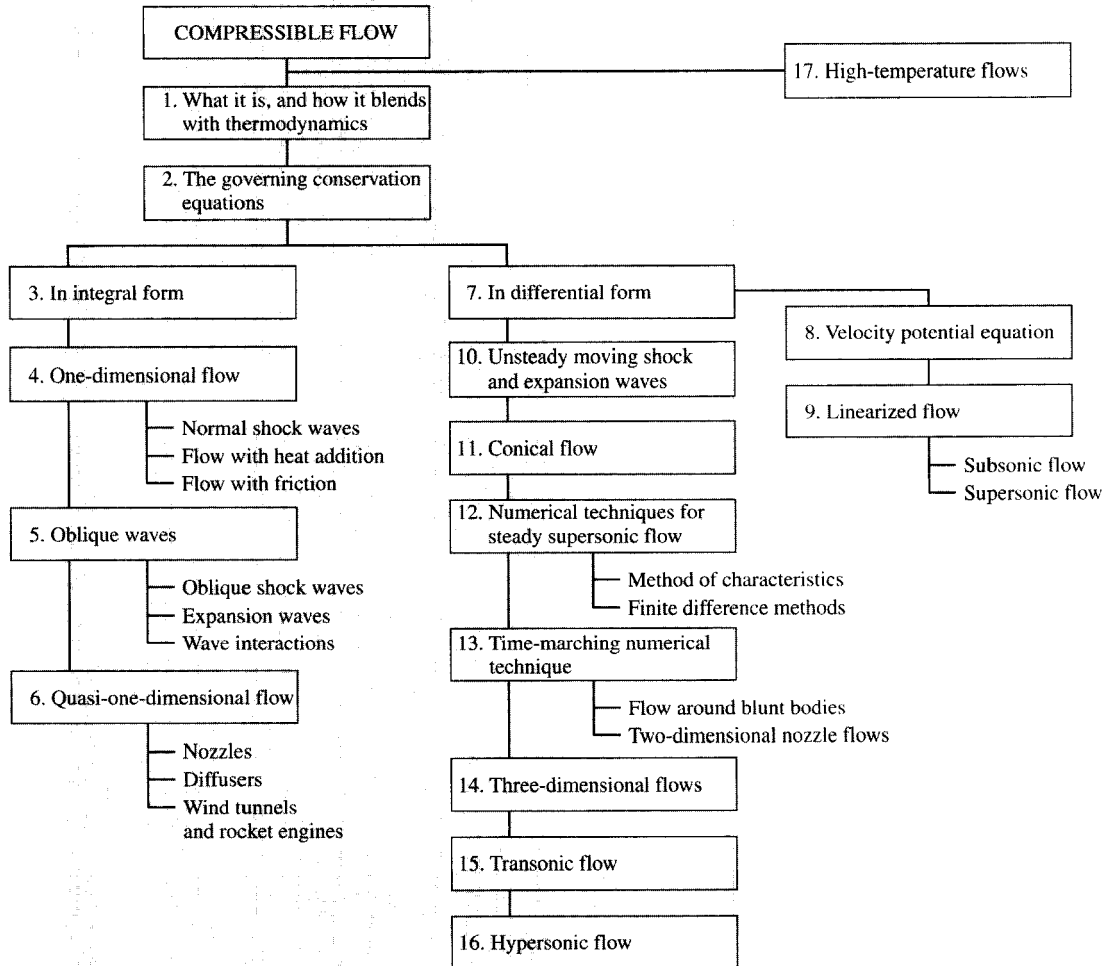 COMPRESSIBLE FLOW
17. High-temperature flows
1. What it is, and how it blends
with thermodynamics
2. The governing conservation
equations
3. In integral form
4. One-dimensional flow
Normal shock waves
Flow with heat addition
Flow with friction
5. Oblique waves
Oblique shock waves
Expansion waves
Wave interactions
6. Quasi-one-dimensional flow
Nozzles
Diffusers
Wind tunnels
and rocket engines
7. In differential form
8. Velocity potential equation
9. Linearized flow
Subsonic flow
Supersonic flow
10. Unsteady moving shock
and expansion waves
11. Conical flow
12. Numerical techniques for
steady supersonic flow
Method of characteristics
Finite difference methods
13. Time-marching numerical
technique
Flow around blunt bodies
Two-dimensional nozzle flows
14. Three-dimensional flows
15. Transonic flow
16. Hypersonic flow